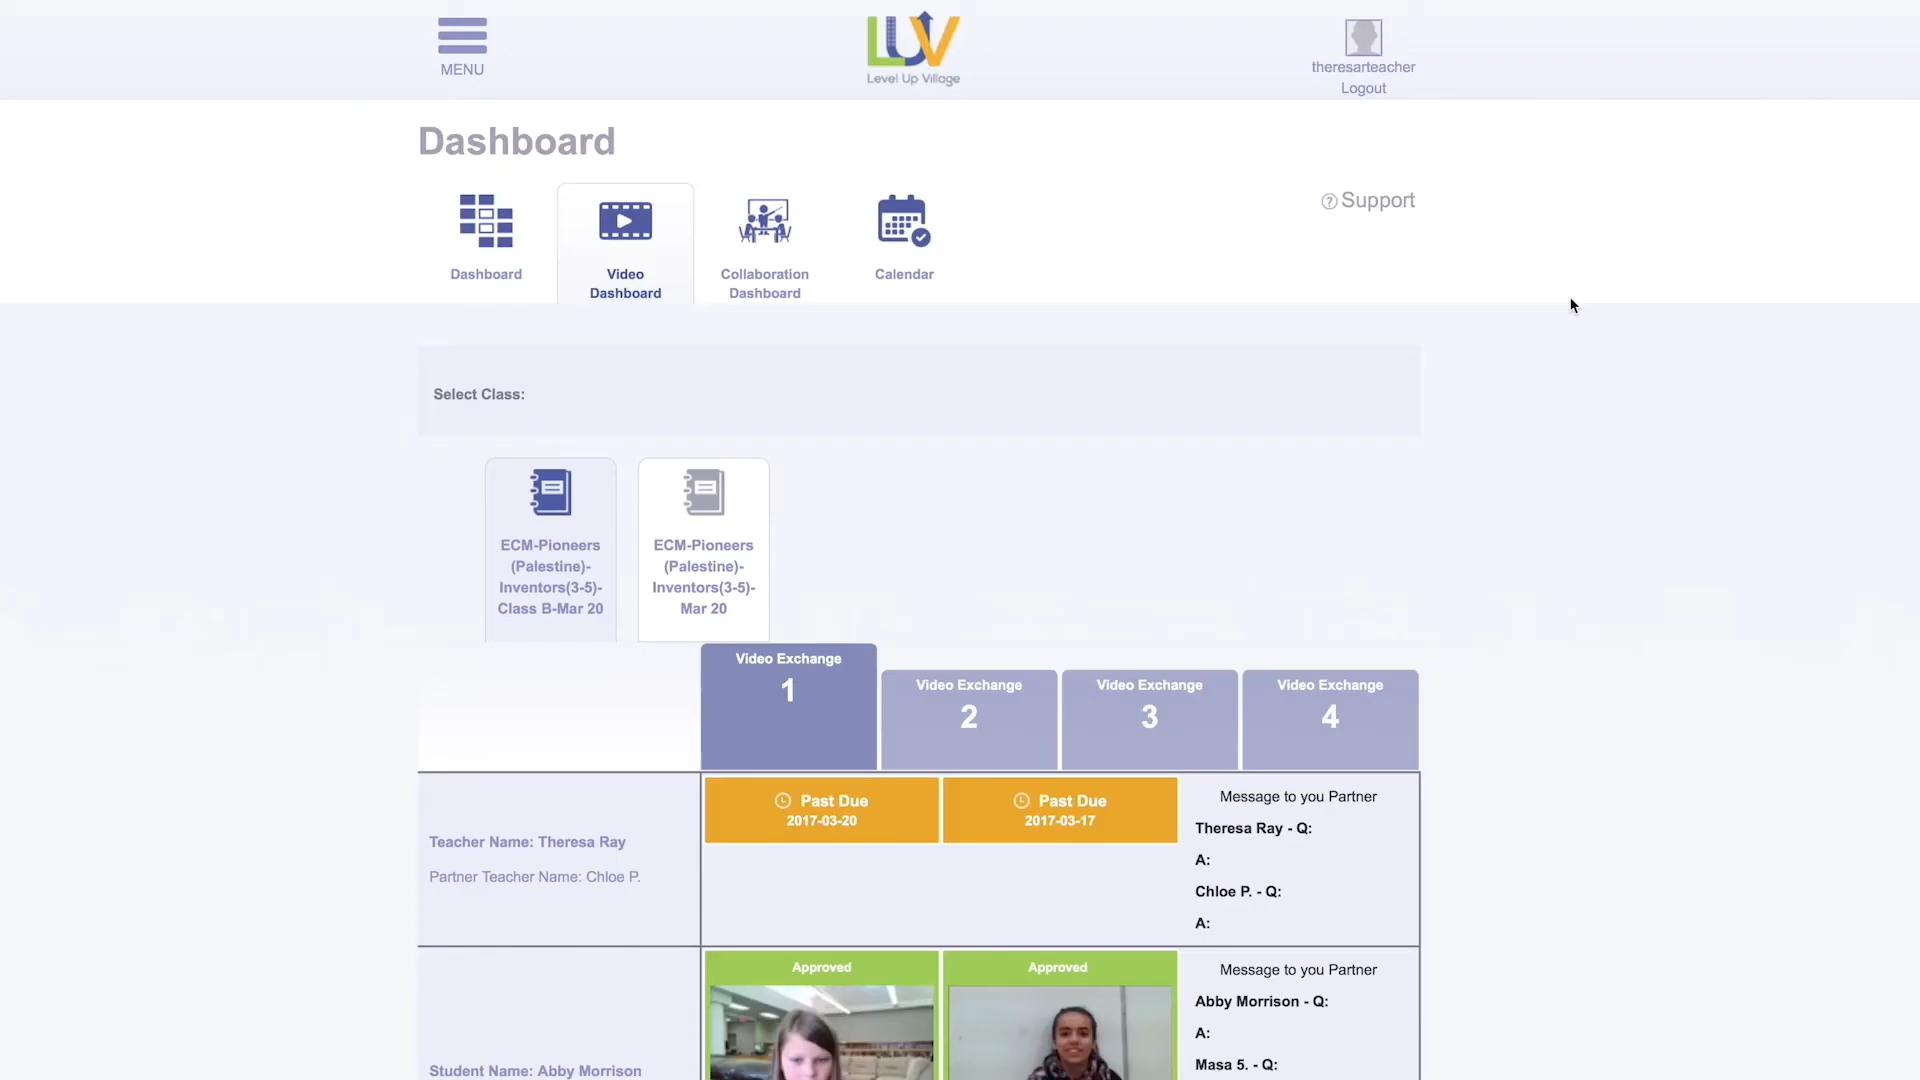 MENU
LUV
Level Up Village
theresarteacher
Logout
Dashboard
Support
Dashboard
Video
Dashboard
Collaboration
Dashboard
Calendar
Select Class:
ECM-Pioneers
(Palestine)-
Inventors(3-5)-
Class B-Mar 20
ECM-Pioneers
(Palestine)-
Inventors(3-5)-
Mar 20
Video Exchange
1
Video Exchange
2
Video Exchange
3
Video Exchange
4
Teacher Name: Theresa Ray
Partner Teacher Name: Chloe P.
Past Due
2017-03-20
Past Due
2017-03-17
Message to you Partner
Theresa Ray - Q:
A:
Chloe P. - Q:
A:
Student Name: Abby Morrison
Approved
Approved
Message to you Partner
Abby Morrison - Q:
A:
Masa 5. - Q: